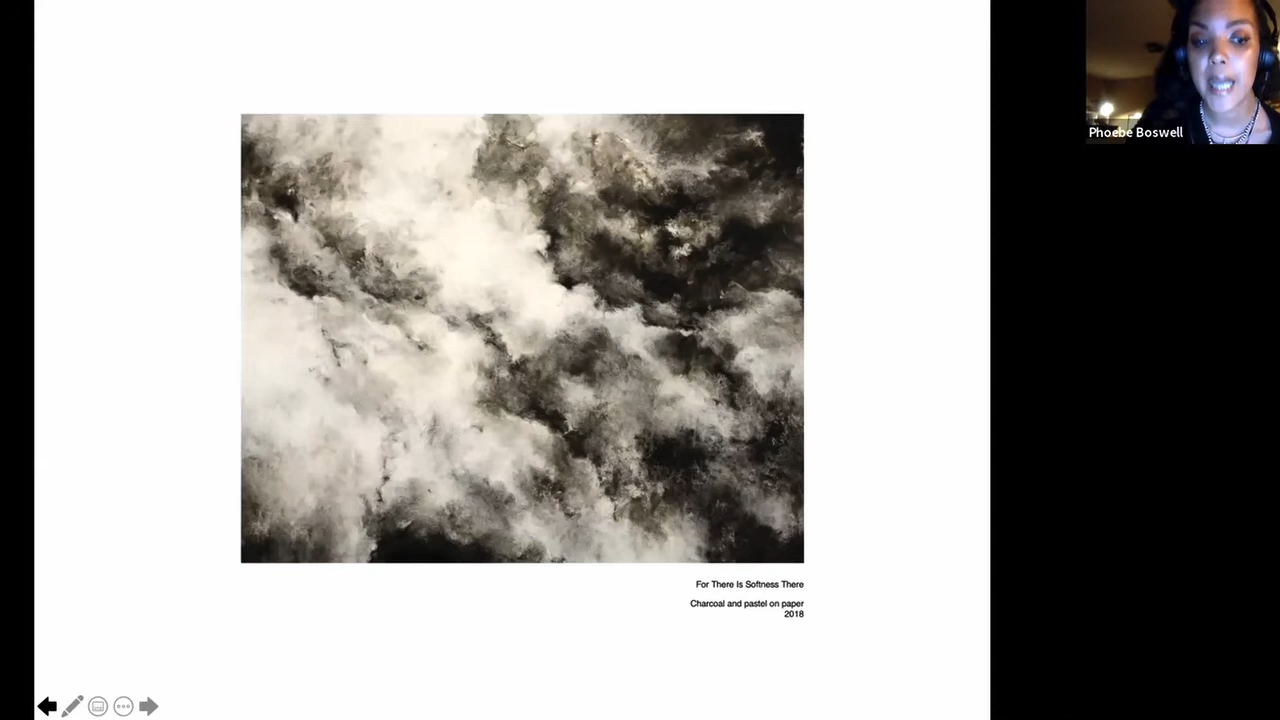 Phoebe Boswell
For There Is Softness There
Charcoal and pastel on paper
2018